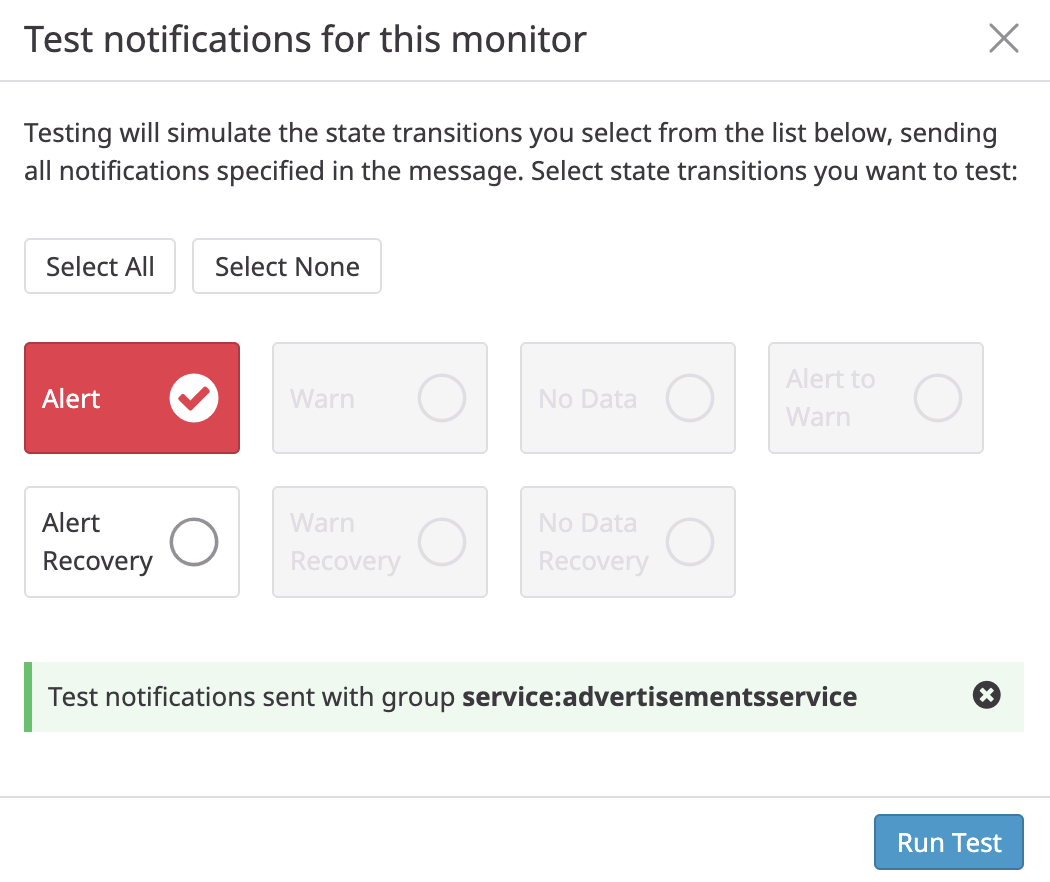 Test notifications for this monitor
Testing will simulate the state transitions you select from the list below, sending
all notifications specified in the message. Select state transitions you want to test:
Select All
Select None
Alert
Warn
No Data
Alert to
Warn
Alert
Recovery
Warn
Recovery
No Data
Recovery
Test notifications sent with group service:advertisementsservice
Run Test